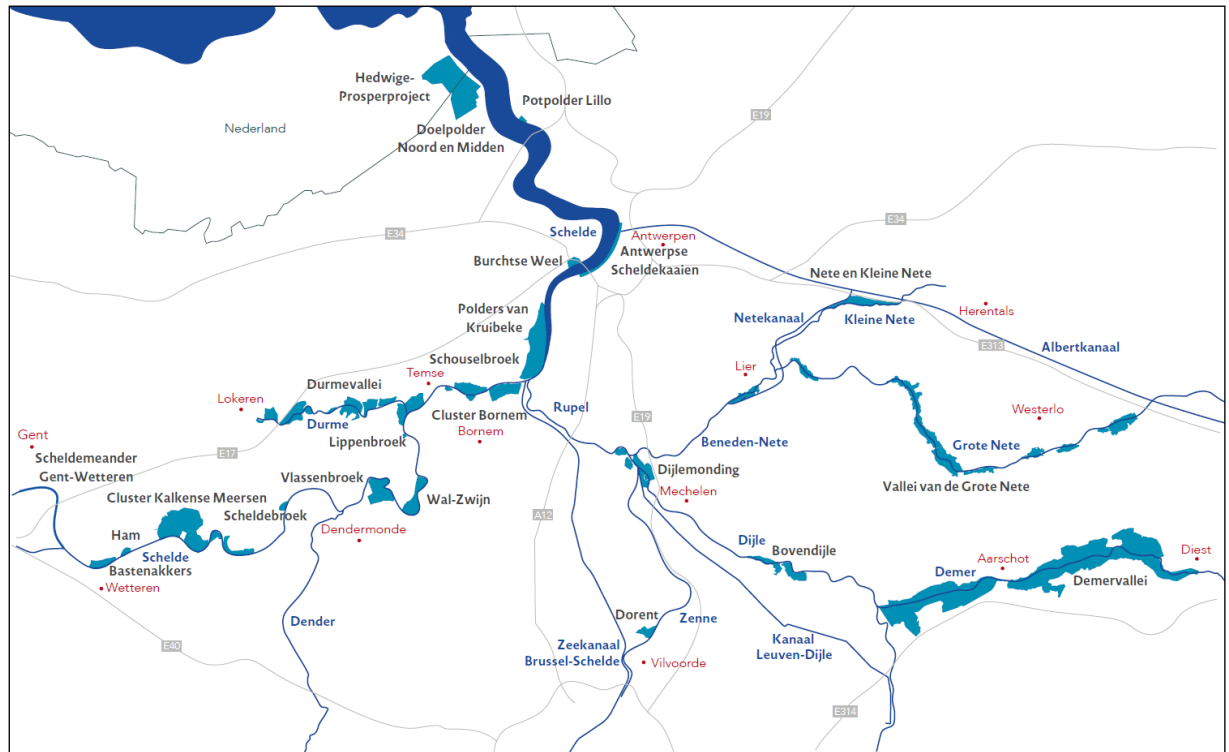 Hedwige-
Prosperproject
Potpolder Lillo
Nederland
Doelpolder
Noord en Midden
E19
E34
E34
Schelde
Antwerpen
Burchtse Weel
Antwerpse
Scheldekaaien
Nete en Kleine Nete
Polders van
Kruibeke
Netekanaal
Kleine Nete
Herentals
E313
Albertkanaal
Schouselbroek
Temse
Lier
Durmevallei
Lokeren
Durme
Cluster Bornem
Bornem
Rupel
E19
Westerlo
Lippenbroek
Beneden-Nete
Grote Nete
Gent
Scheldemeander
Gent-Wetteren
E17
Vlassenbroek
Dijlemonding
Mechelen
Vallei van de Grote Nete
Cluster Kalkense Meersen
Scheldebroek
Wal-Zwijn
A12
Ham
Dendermonde
Schelde
Bastenakkers
Wetteren
Dijle
Bovendijle
Aarschot
Diest
Demer
Demervallei
Dender
Dorent
Zenne
E40
Zeekanaal
Brussel-Schelde
Vilvoorde
Kanaal
Leuven-Dijle
E314